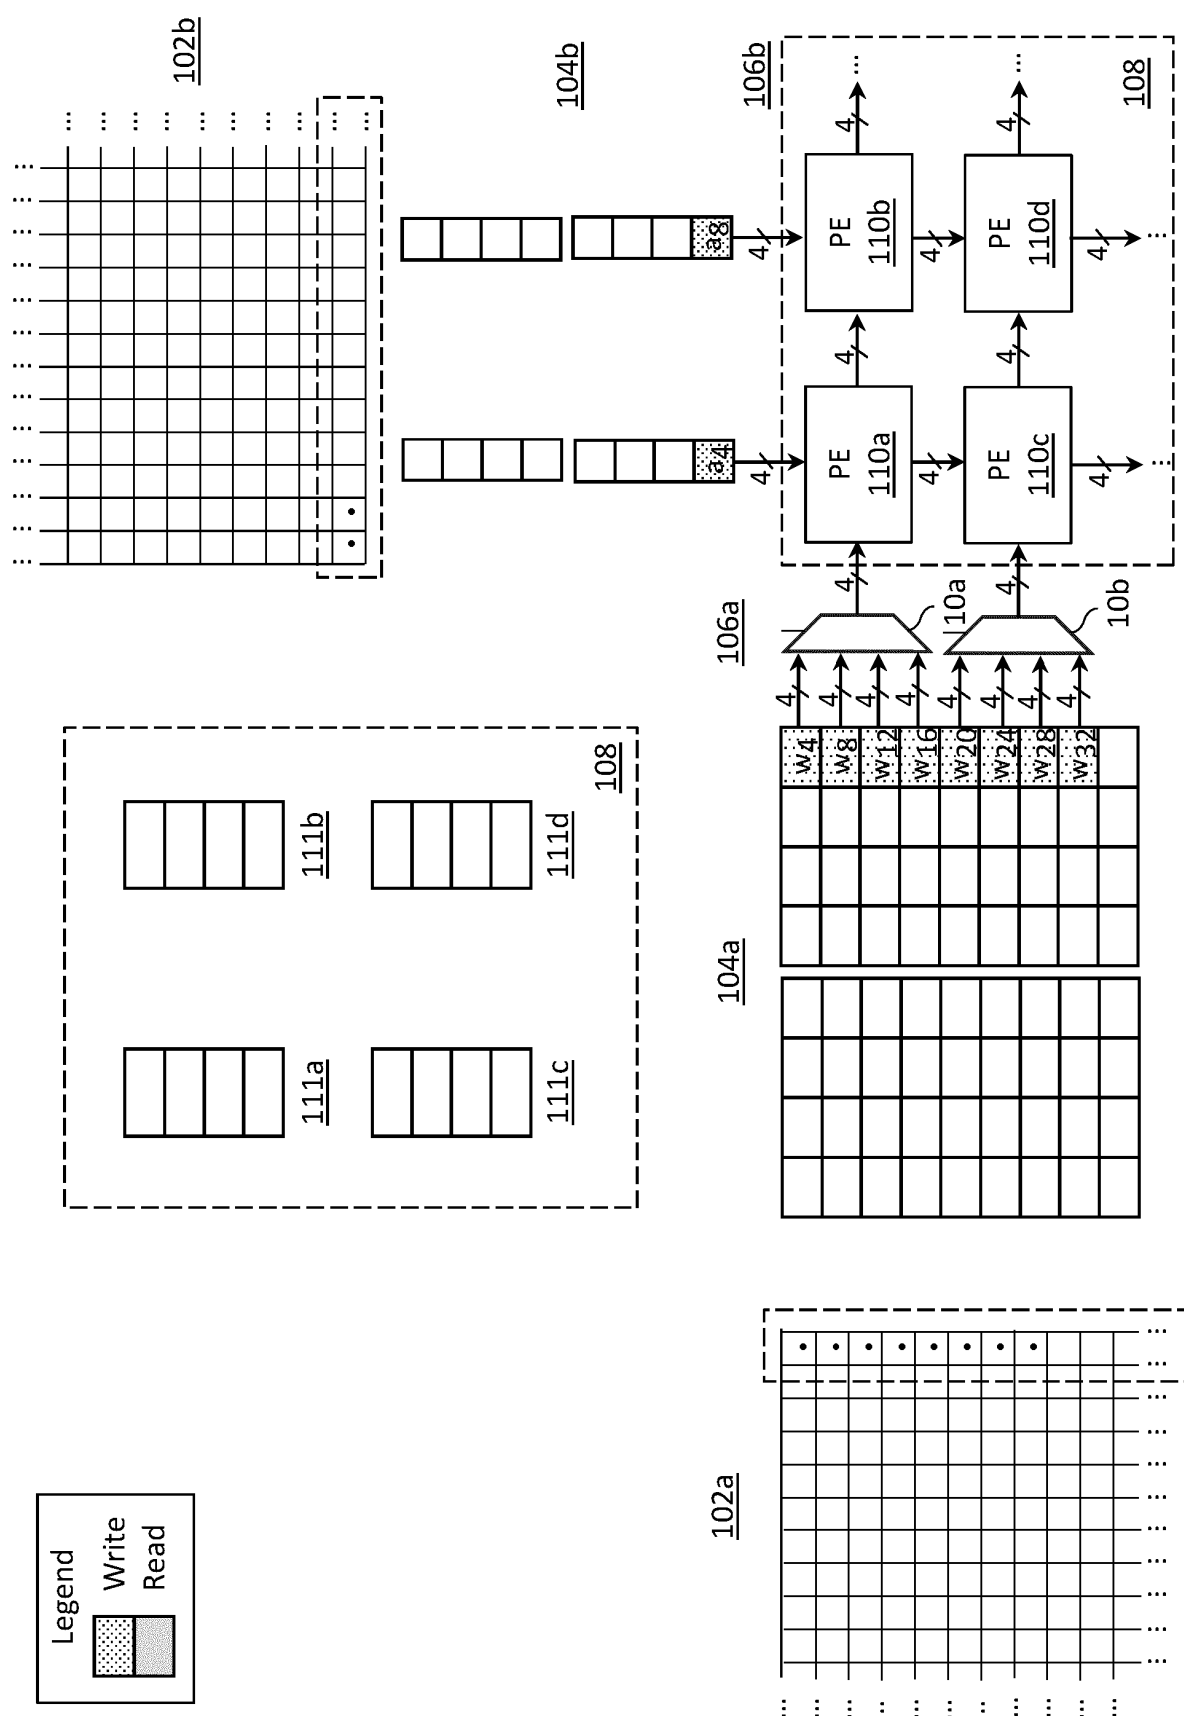 Legend
Write
Read
102b
...
111a
111b
111c
111d
108
104b
a4
a8
4
4
102a
...
104a
106a
106b
w4
w8
w12
w16
w20
w24
w28
w32
4
4
4
4
4
4
4
4
10a
10b
4
4
PE
110a
4
PE
110b
4
...
4
4
PE
110c
4
PE
110d
4
...
4
4
...
...
108